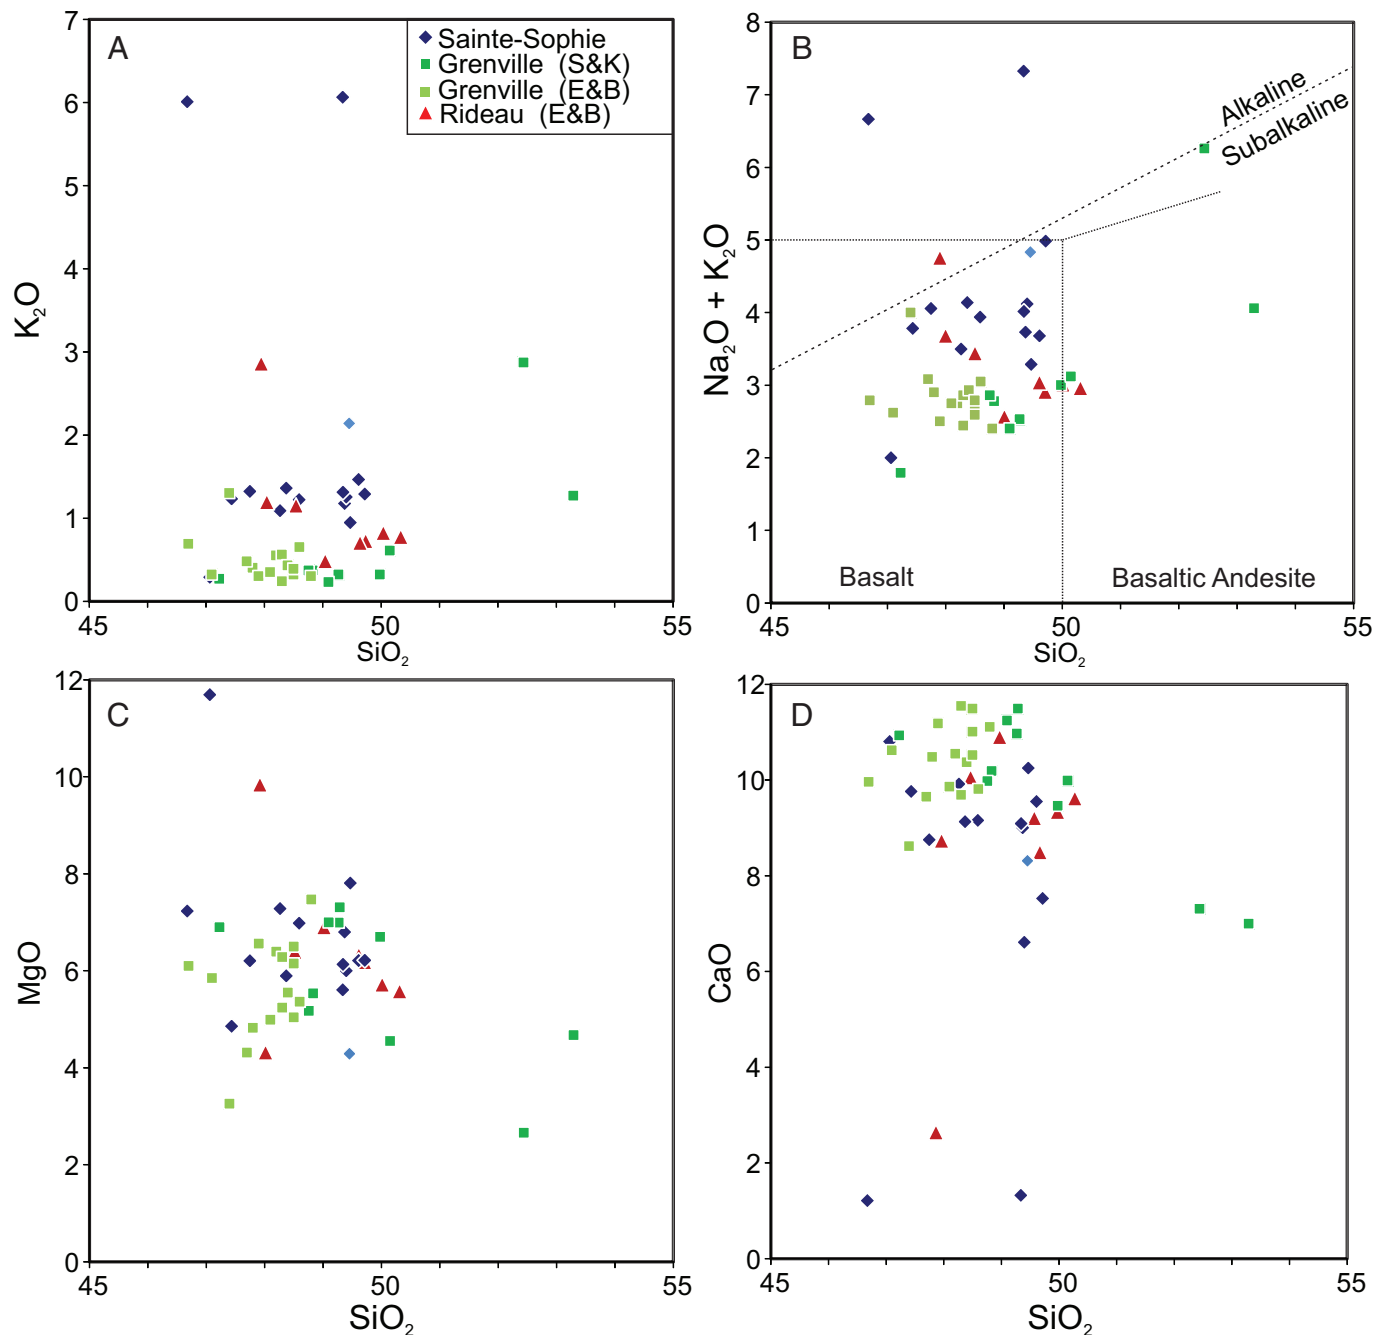 A
Sainte-Sophie
Grenville (S&K)
Grenville (E&B)
Rideau (E&B)
7
6
5
4
3
2
1
0
K₂O
45
50
55
SiO₂
B
Alkaline
Subalkaline
Basalt
Basaltic Andesite
8
7
6
5
4
3
2
1
0
Na₂O + K₂O
45
50
55
SiO₂
C
12
10
8
6
4
2
0
MgO
45
50
55
SiO₂
D
12
10
8
6
4
2
0
CaO
45
50
55
SiO₂